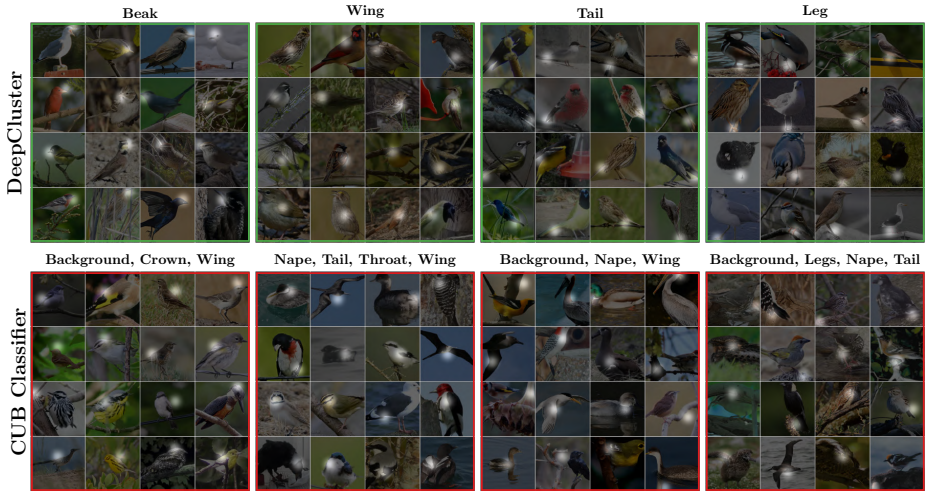 Beak
Wing
Tail
Leg
DeepCluster
Background, Crown, Wing
Nape, Tail, Throat, Wing
Background, Nape, Wing
Background, Legs, Nape, Tail
CUB Classifier